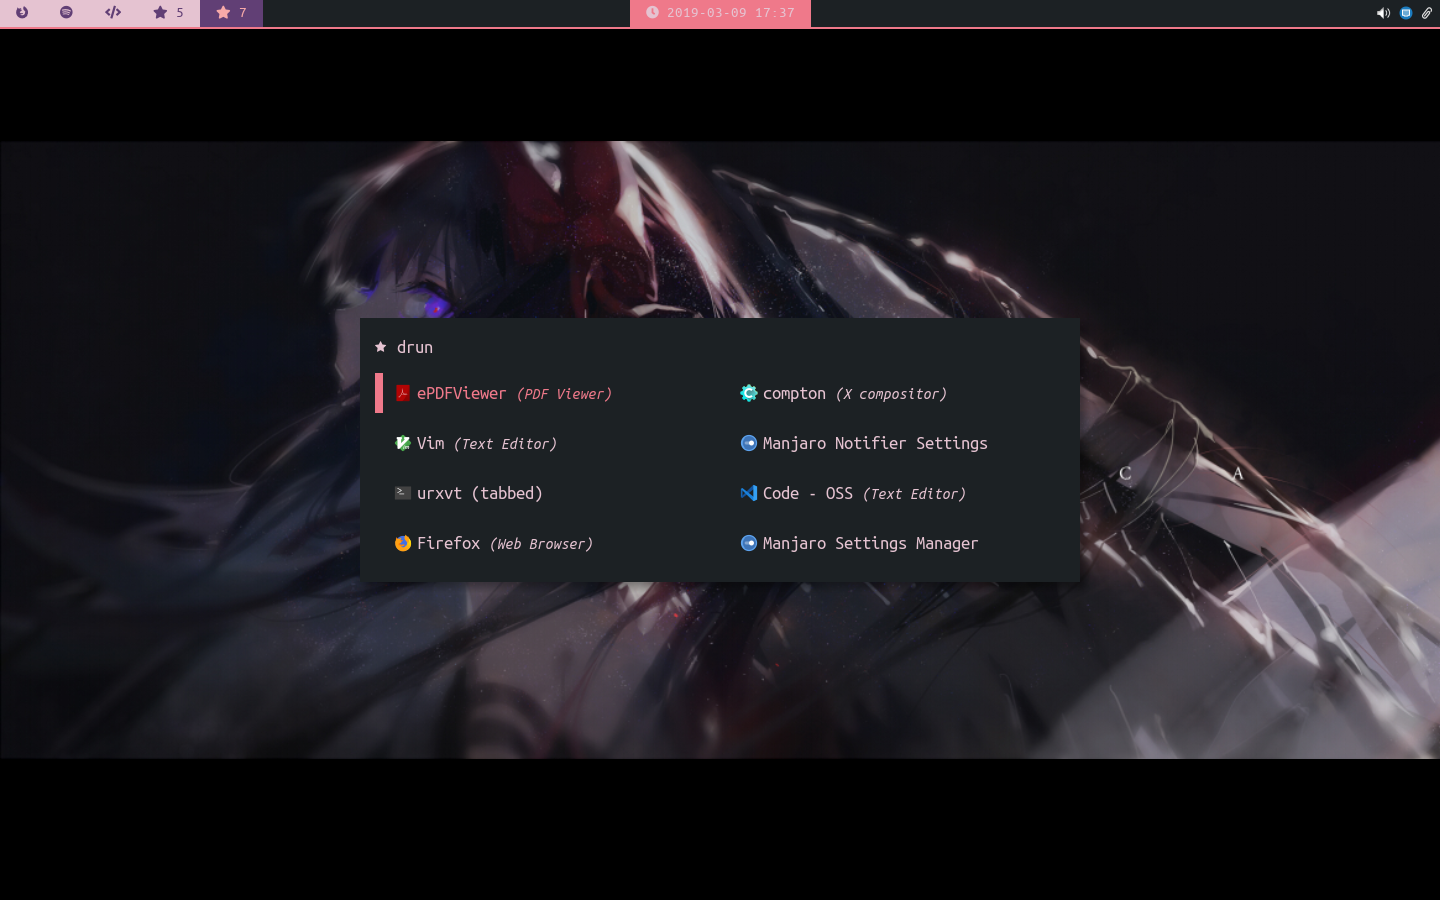 5
7
2019-03-09 17:37
drun
ePDFViewer (PDF Viewer)
compton (X compositor)
Vim (Text Editor)
Manjaro Notifier Settings
urxvt (tabbed)
Code - OSS (Text Editor)
Firefox (Web Browser)
Manjaro Settings Manager
C A